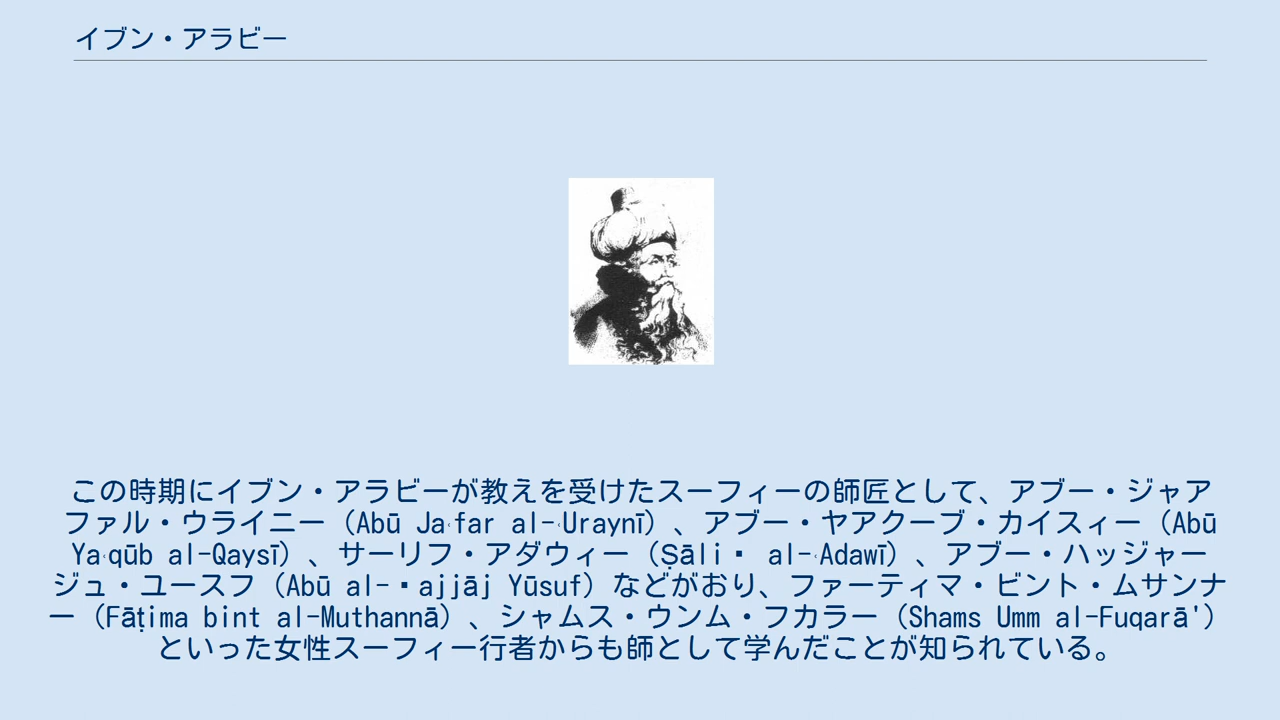 イブン・アラビー
この時期にイブン・アラビーが教えを受けたスーフィーの師匠として、アブー・ジャア
ファル・ウライニー（Abū Jaʿfar al-ʿUraynī）、アブー・ヤアクーブ・カイスィー（Abū
Yaʿqūb al-Qaysī）、サーリフ・アダウィー（Ṣāli▪ al-ʿAdawī）、アブー・ハッジャー
ジュ・ユースフ（Abū al-▪ajjāj Yūsuf）などがおり、ファーティマ・ビント・ムサンナ
ー（Fāṭima bint al-Muthannā）、シャムス・ウンム・フカラー（Shams Umm al-Fuqarā'）
といった女性スーフィー行者からも師として学んだことが知られている。